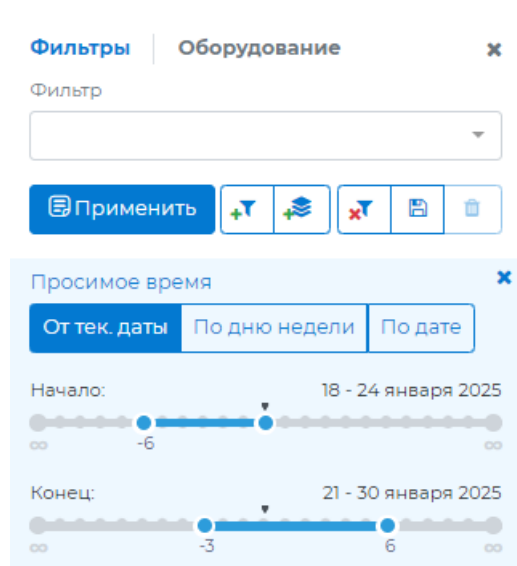 Фильтры Оборудование
Фильтр
Применить
Просимое время
От тек. даты По дню недели По дате
Начало: 18 - 24 января 2025
∞ -6 ∞
Конец: 21 - 30 января 2025
∞ -3 6 ∞